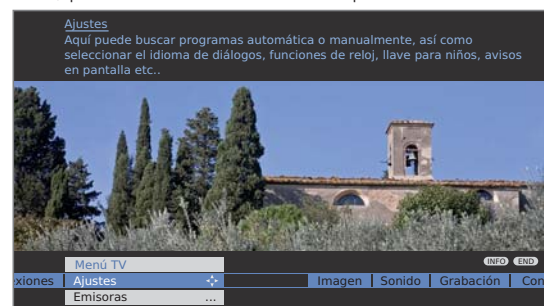 Ajustes
Aquí puede buscar programas automática o manualmente, así como
seleccionar el idioma de diálogos, funciones de reloj, llave para niños, avisos
en pantalla etc..
INFO END
Menú TV
xiones Ajustes Imagen Sonido Grabación Con
Emisoras ...